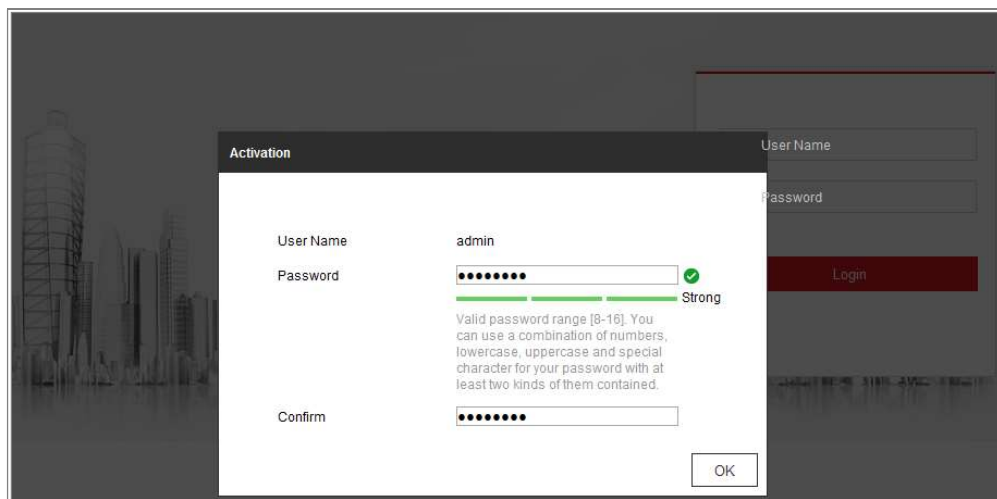 Activation
User Name
Password
Login
User Name admin
Password ●●●●●●●●
Strong
Valid password range [8-16]. You
can use a combination of numbers,
lowercase, uppercase and special
character for your password with at
least two kinds of them contained.
Confirm ●●●●●●●●
OK